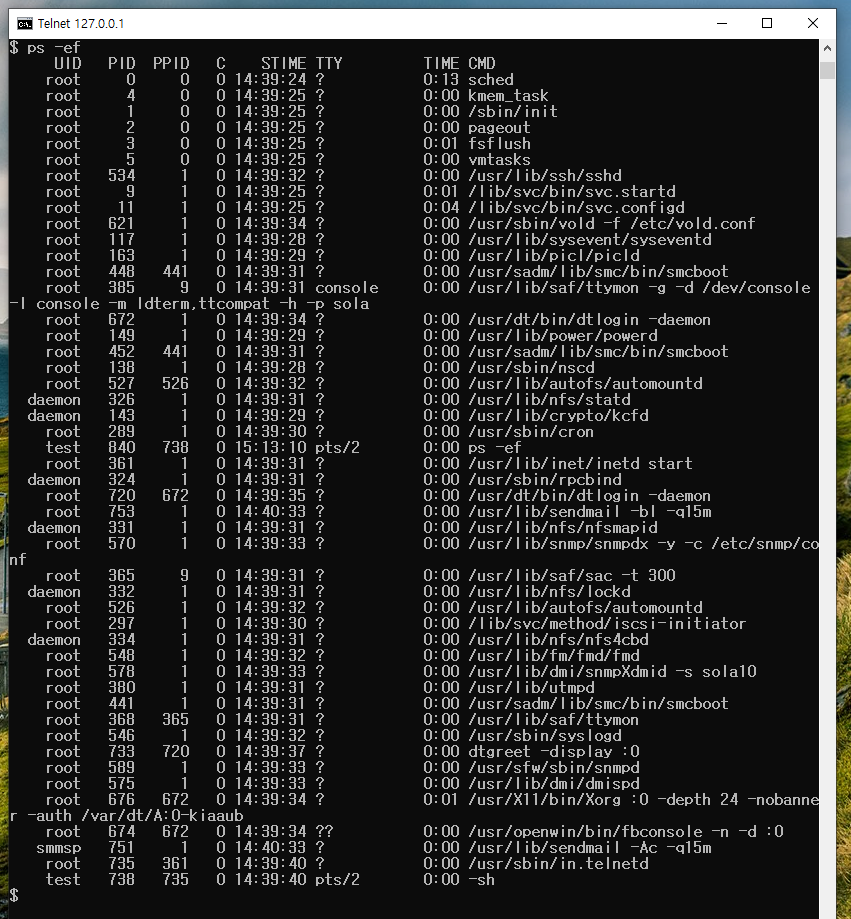 Telnet 127.0.0.1
$ ps -ef
UID PID PPID C STIME TTY TIME CMD
root 0 0 0 14:39:24 ? 0:13 sched
root 4 0 0 14:39:25 ? 0:00 kmem_task
root 1 0 0 14:39:25 ? 0:00 /sbin/init
root 2 0 0 14:39:25 ? 0:00 pageout
root 3 0 0 14:39:25 ? 0:01 fsflush
root 5 0 0 14:39:25 ? 0:00 vmtasks
root 534 1 0 14:39:32 ? 0:00 /usr/lib/ssh/sshd
root 9 1 0 14:39:25 ? 0:01 /lib/svc/bin/svc.startd
root 11 1 0 14:39:25 ? 0:04 /lib/svc/bin/svc.configd
root 621 1 0 14:39:34 ? 0:00 /usr/sbin/vold -f /etc/vold.conf
root 117 1 0 14:39:28 ? 0:00 /usr/lib/sysevent/syseventd
root 163 1 0 14:39:29 ? 0:00 /usr/lib/picl/picld
root 448 441 0 14:39:31 ? 0:00 /usr/sadm/lib/smc/bin/smcboot
root 385 9 0 14:39:31 console 0:00 /usr/lib/saf/ttymon -g -d /dev/console
-l console -m ldterm,ttcompat -h -p sola
root 672 1 0 14:39:34 ? 0:00 /usr/dt/bin/dtlogin -daemon
root 149 1 0 14:39:29 ? 0:00 /usr/lib/power/powerd
root 452 441 0 14:39:31 ? 0:00 /usr/sadm/lib/smc/bin/smcboot
root 138 1 0 14:39:28 ? 0:00 /usr/sbin/nscd
root 527 526 0 14:39:32 ? 0:00 /usr/lib/autofs/automountd
daemon 326 1 0 14:39:31 ? 0:00 /usr/lib/nfs/statd
daemon 143 1 0 14:39:29 ? 0:00 /usr/lib/crypto/kcfd
root 289 1 0 14:39:30 ? 0:00 /usr/sbin/cron
test 840 738 0 15:13:10 pts/2 0:00 ps -ef
root 361 1 0 14:39:31 ? 0:00 /usr/lib/inet/inetd start
daemon 324 1 0 14:39:31 ? 0:00 /usr/sbin/rpcbind
root 720 672 0 14:39:35 ? 0:00 /usr/dt/bin/dtlogin -daemon
root 753 1 0 14:40:33 ? 0:00 /usr/lib/sendmail -bl -q15m
daemon 331 1 0 14:39:31 ? 0:00 /usr/lib/nfs/nfsmapid
root 570 1 0 14:39:33 ? 0:00 /usr/lib/snmp/snmpdx -y -c /etc/snmp/co
nf
root 365 9 0 14:39:31 ? 0:00 /usr/lib/saf/sac -t 300
daemon 332 1 0 14:39:31 ? 0:00 /usr/lib/nfs/lockd
root 526 1 0 14:39:32 ? 0:00 /usr/lib/autofs/automountd
root 297 1 0 14:39:30 ? 0:00 /lib/svc/method/iscsi-initiator
daemon 334 1 0 14:39:31 ? 0:00 /usr/lib/nfs/nfs4cbd
root 548 1 0 14:39:32 ? 0:00 /usr/lib/fm/fmd/fmd
root 578 1 0 14:39:33 ? 0:00 /usr/lib/dmi/snmpXdmid -s sola10
root 380 1 0 14:39:31 ? 0:00 /usr/lib/utmpd
root 441 1 0 14:39:31 ? 0:00 /usr/sadm/lib/smc/bin/smcboot
root 368 365 0 14:39:31 ? 0:00 /usr/lib/saf/ttymon
root 546 1 0 14:39:32 ? 0:00 /usr/sbin/syslogd
root 733 720 0 14:39:37 ? 0:00 dtgreet -display :0
root 589 1 0 14:39:33 ? 0:00 /usr/sfw/sbin/snmpd
root 575 1 0 14:39:33 ? 0:00 /usr/lib/dmi/dmispd
root 676 672 0 14:39:34 ? 0:01 /usr/X11/bin/Xorg :0 -depth 24 -nobanne
r -auth /var/dt/A:0-kiaaub
root 674 672 0 14:39:34 ?? 0:00 /usr/openwin/bin/fbconsole -n -d :0
smmsp 751 1 0 14:40:33 ? 0:00 /usr/lib/sendmail -Ac -q15m
root 735 361 0 14:39:40 ? 0:00 /usr/sbin/in.telnetd
test 738 735 0 14:39:40 pts/2 0:00 -sh
$